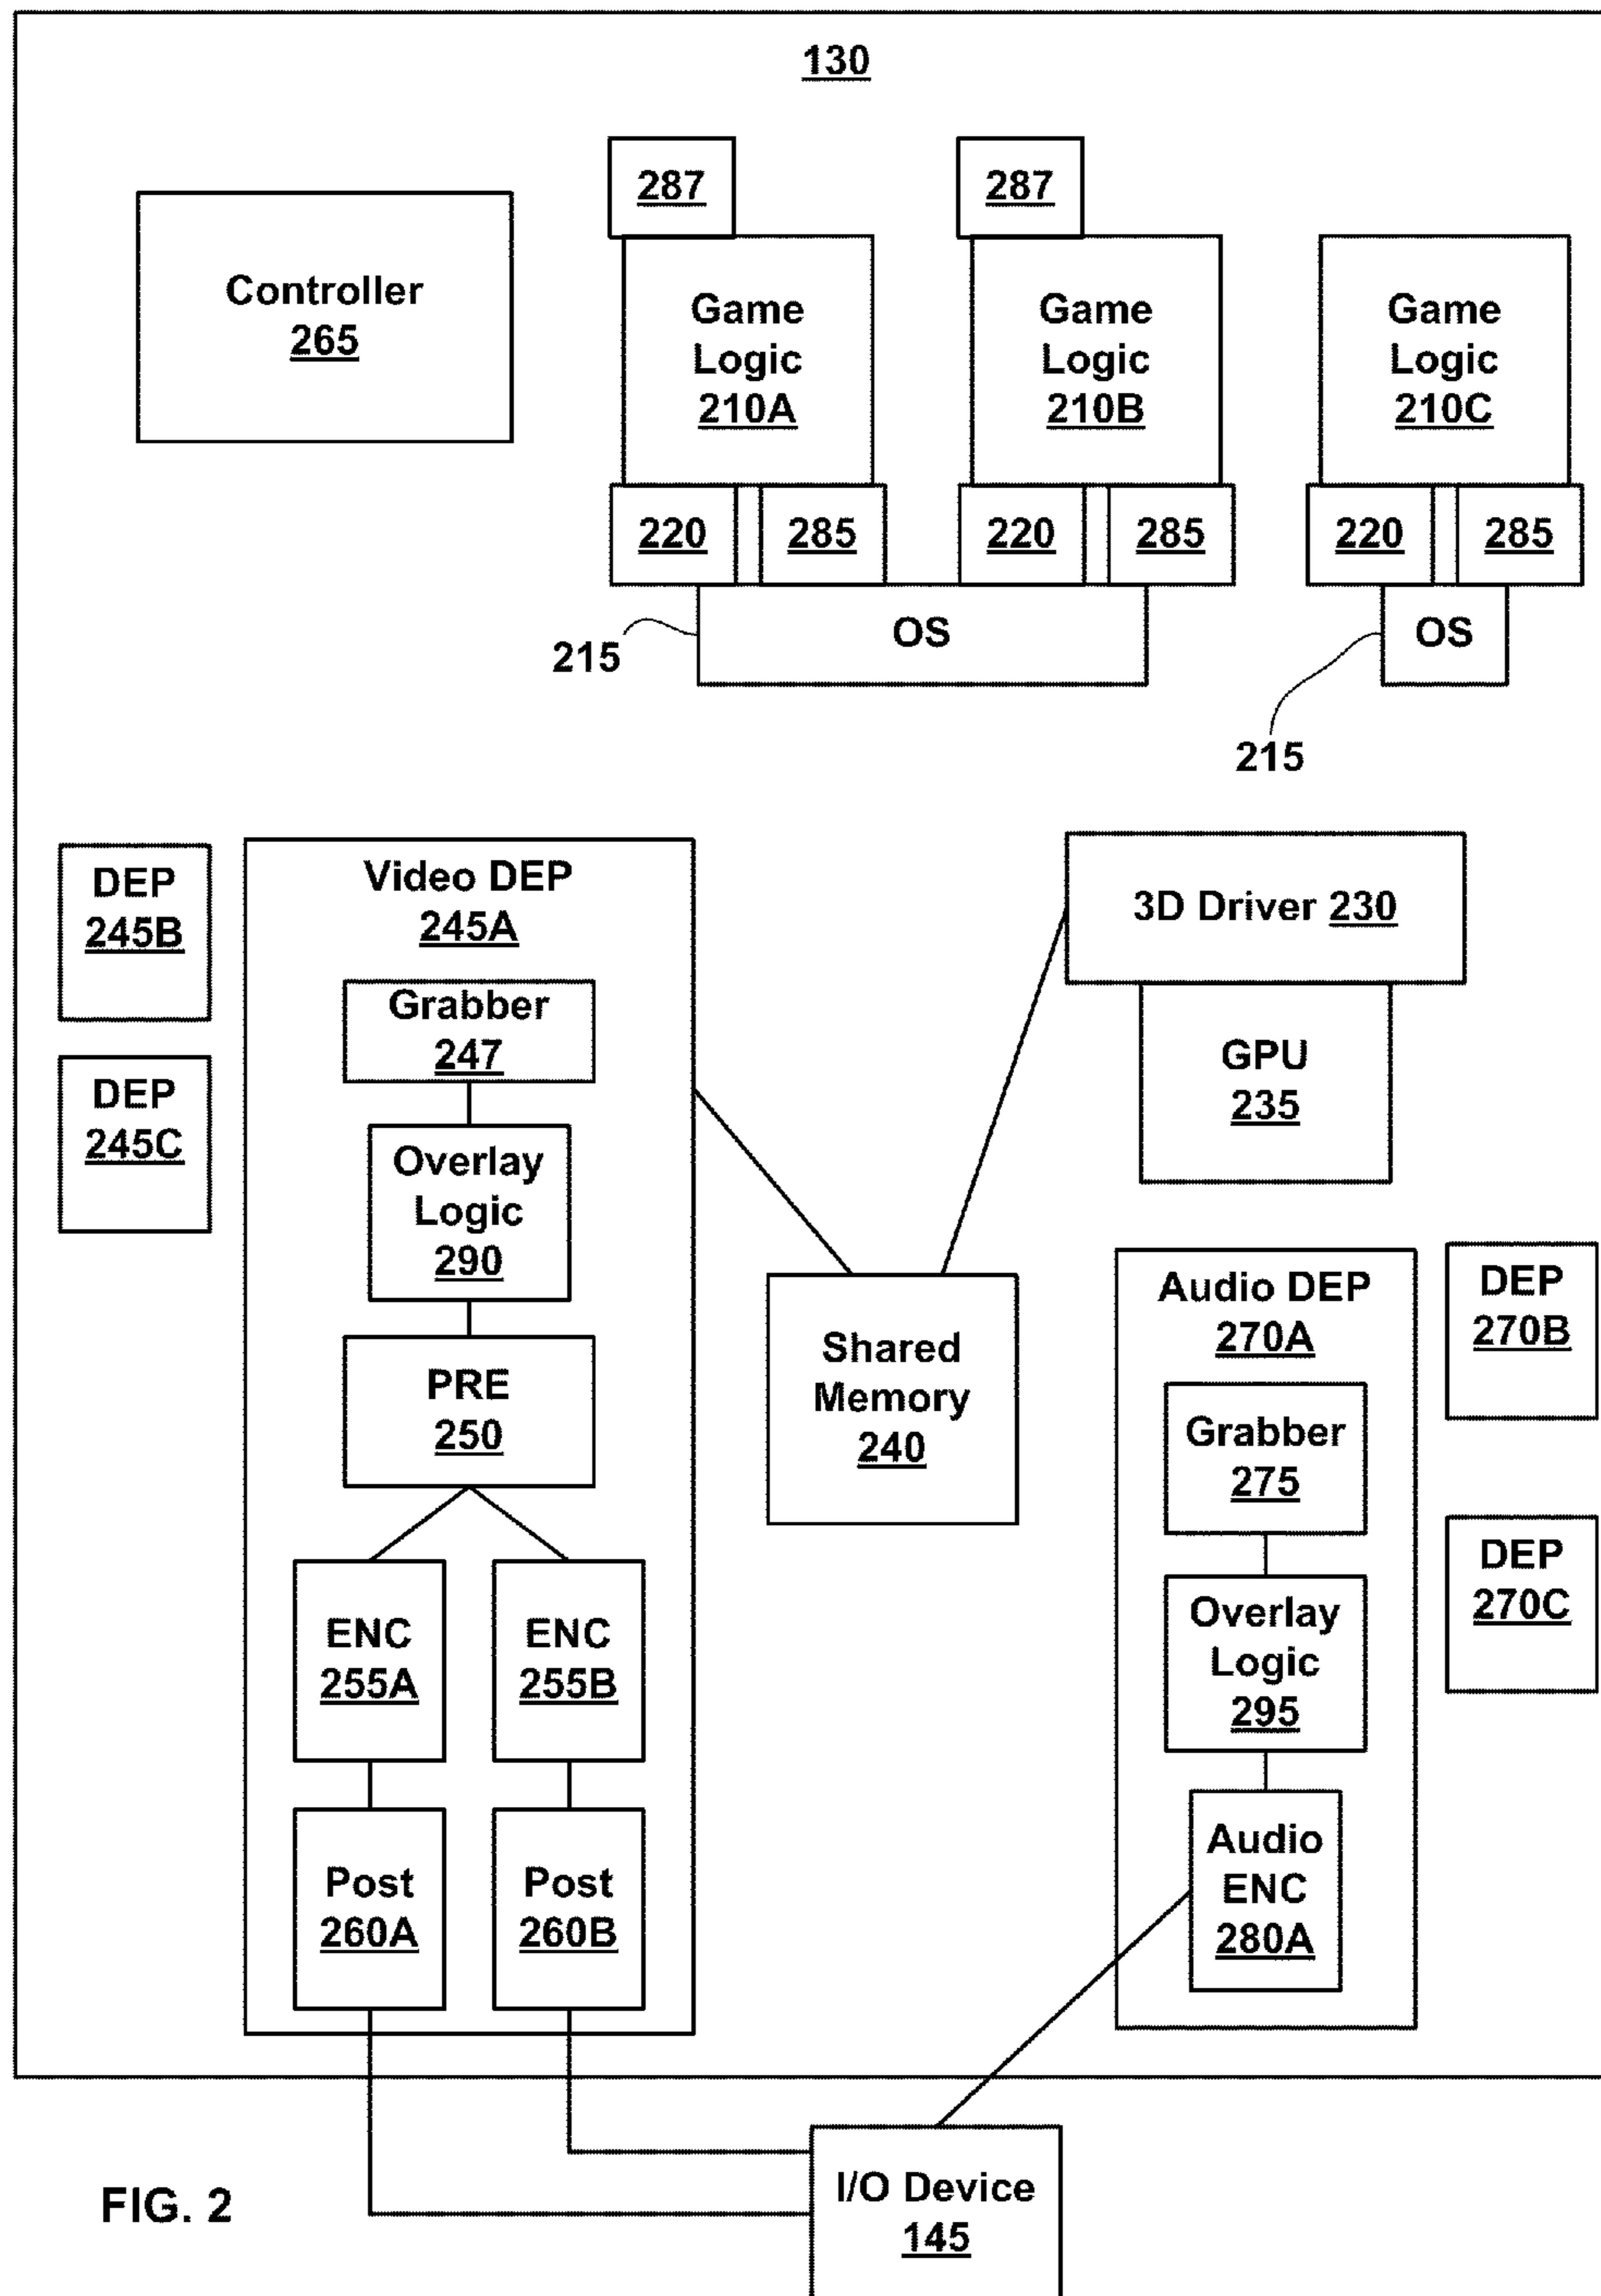 130
287
287
Controller
265
Game
Logic
210A
Game
Logic
210B
Game
Logic
210C
220
285
220
285
220
285
OS
OS
215
215
DEP
245B
DEP
245C
Video DEP
245A
Grabber
247
Overlay
Logic
290
PRE
250
ENC
255A
ENC
255B
Post
260A
Post
260B
3D Driver 230
GPU
235
Shared
Memory
240
Audio DEP
270A
Grabber
275
Overlay
Logic
295
Audio
ENC
280A
DEP
270B
DEP
270C
I/O Device
145
FIG. 2